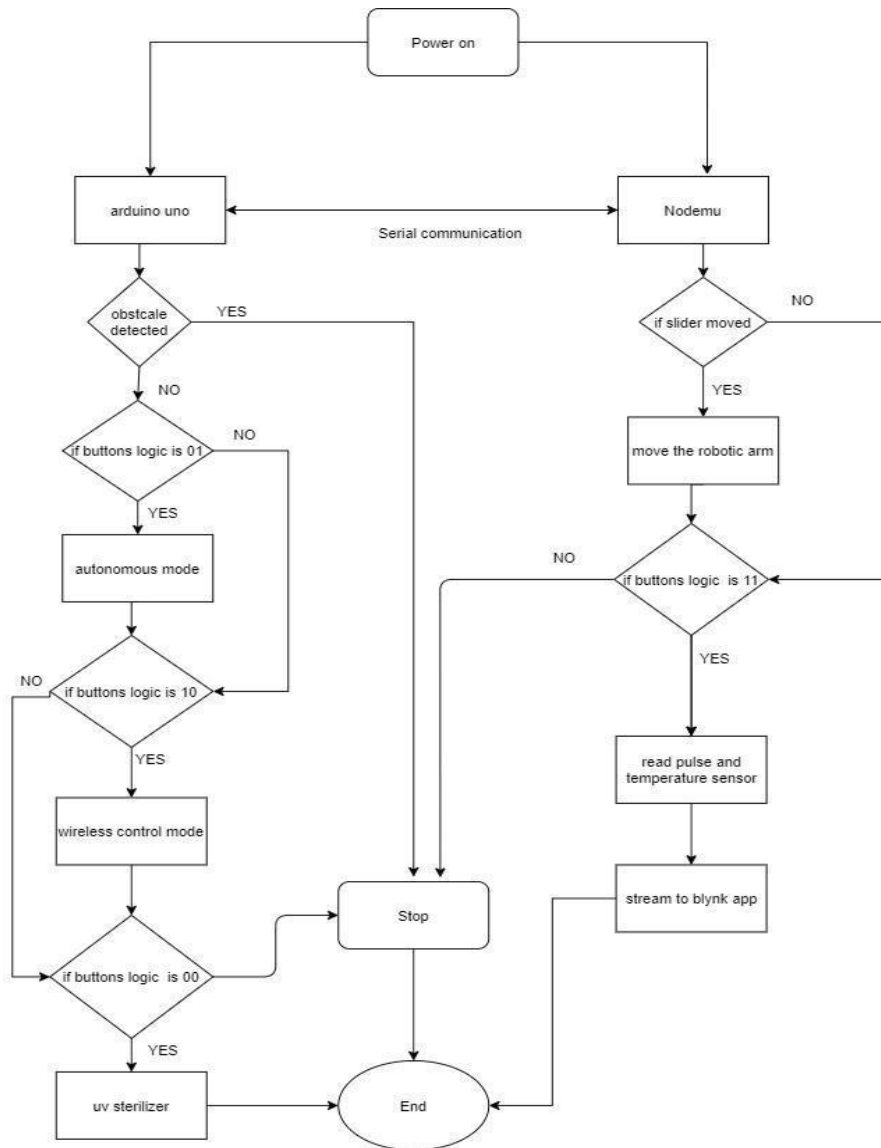 Power on
arduino uno
Nodemu
Serial communication
obstcale
detected
YES
NO
if slider moved
NO
YES
if buttons logic is 01
NO
YES
move the robotic arm
autonomous mode
if buttons logic is 11
NO
YES
if buttons logic is 10
NO
YES
read pulse and
temperature sensor
wireless control mode
stream to blynk app
Stop
if buttons logic is 00
YES
uv sterilizer
End